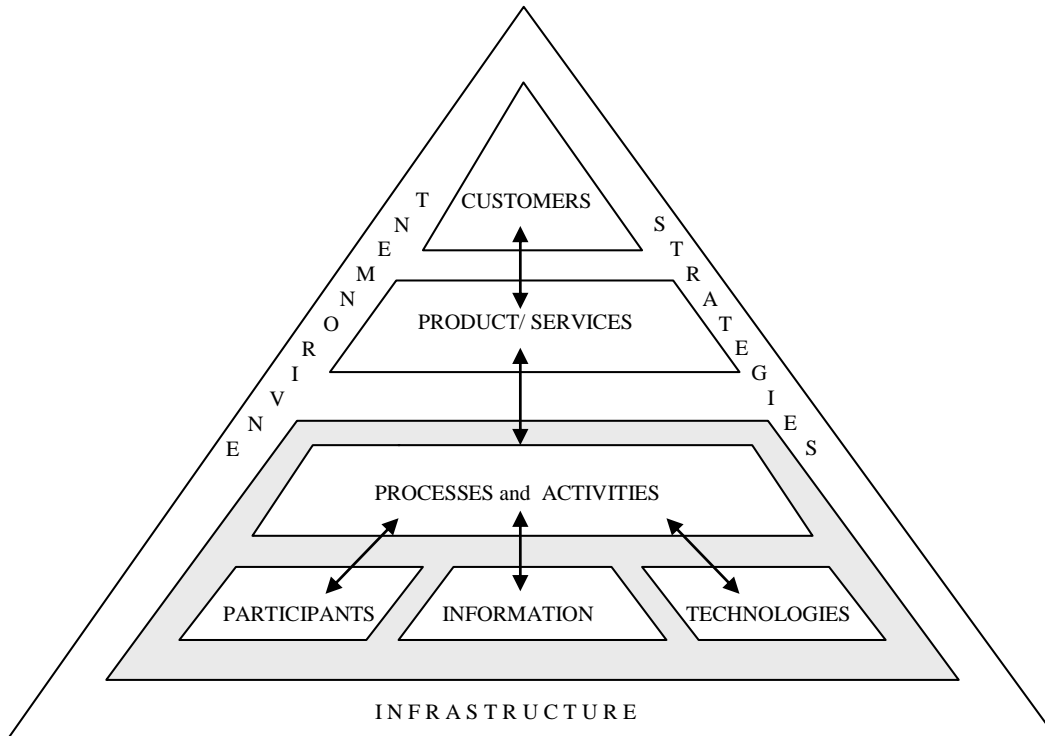 CUSTOMERS
ENVIRONMENT
STRATEGIES
PRODUCT/ SERVICES
PROCESSES and ACTIVITIES
PARTICIPANTS
INFORMATION
TECHNOLOGIES
INFRASTRUCTURE